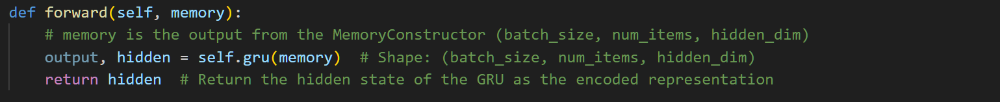 def forward(self, memory):
    # memory is the output from the MemoryConstructor (batch_size, num_items, hidden_dim)
    output, hidden = self.gru(memory)  # Shape: (batch_size, num_items, hidden_dim)
    return hidden  # Return the hidden state of the GRU as the encoded representation